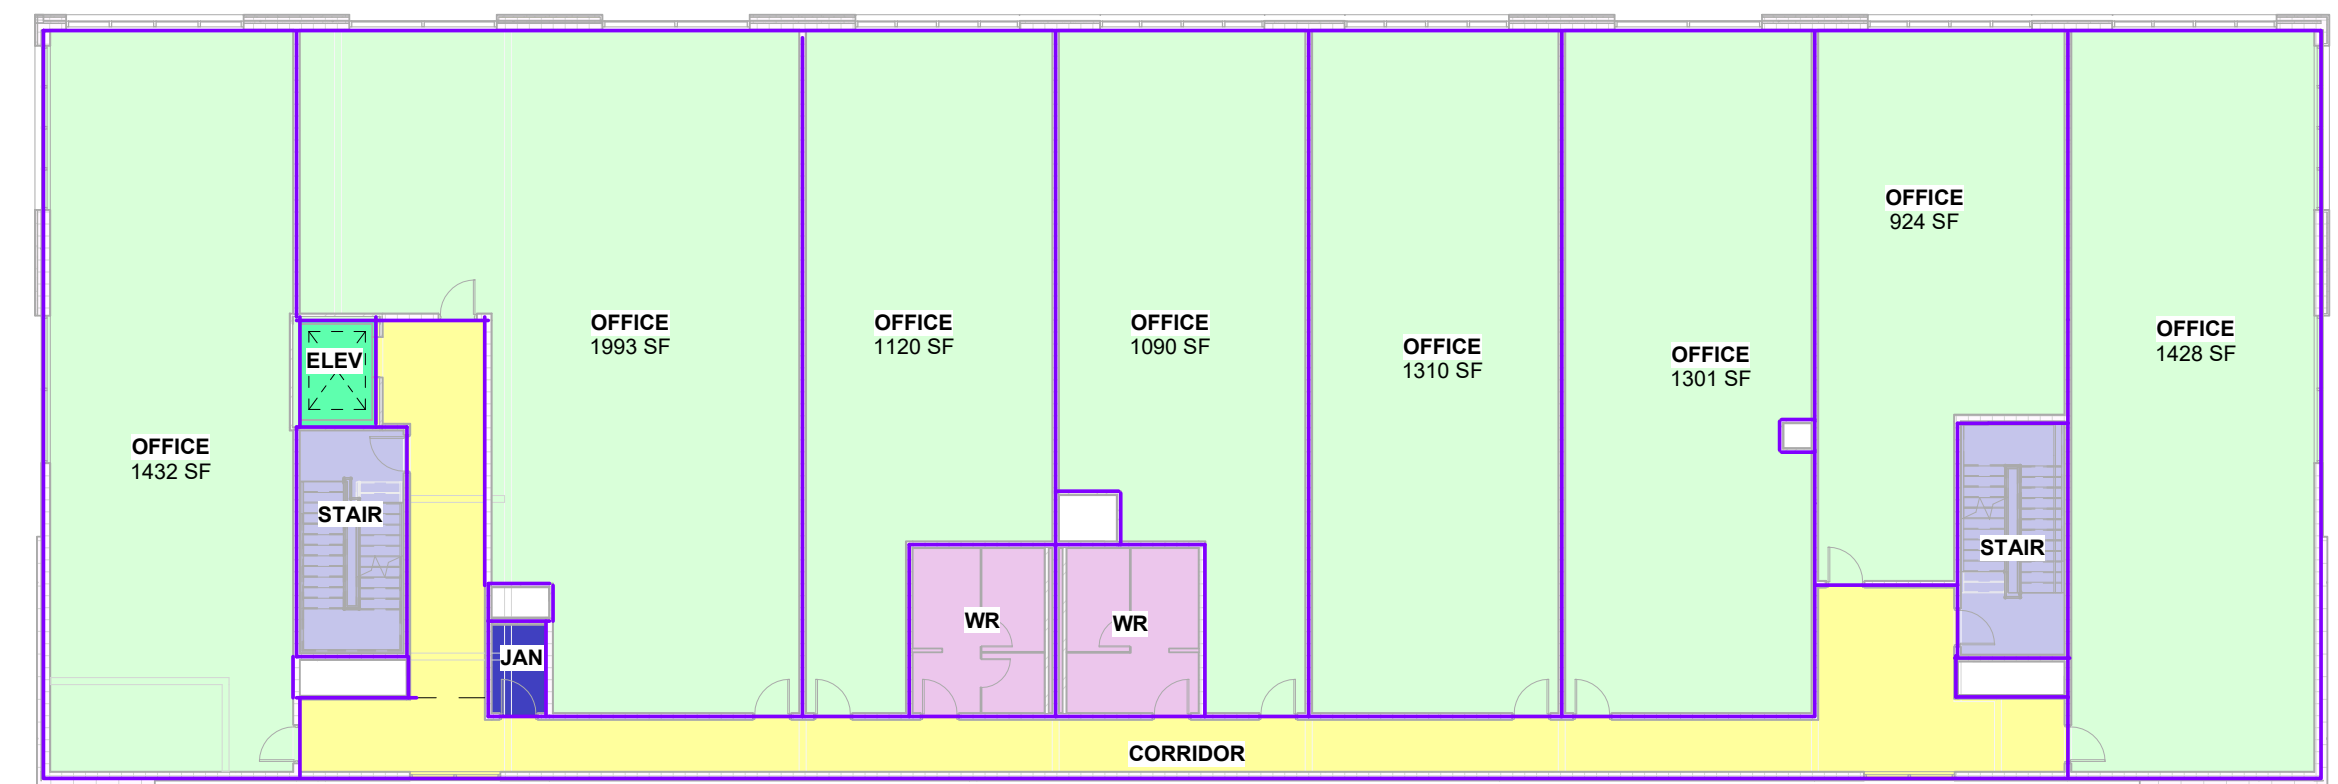 OFFICE
924 SF
OFFICE
1993 SF
OFFICE
1120 SF
OFFICE
1090 SF
OFFICE
1310 SF
OFFICE
1301 SF
OFFICE
1428 SF
ELEV
OFFICE
1432 SF
STAIR
STAIR
WR
WR
JAN
CORRIDOR